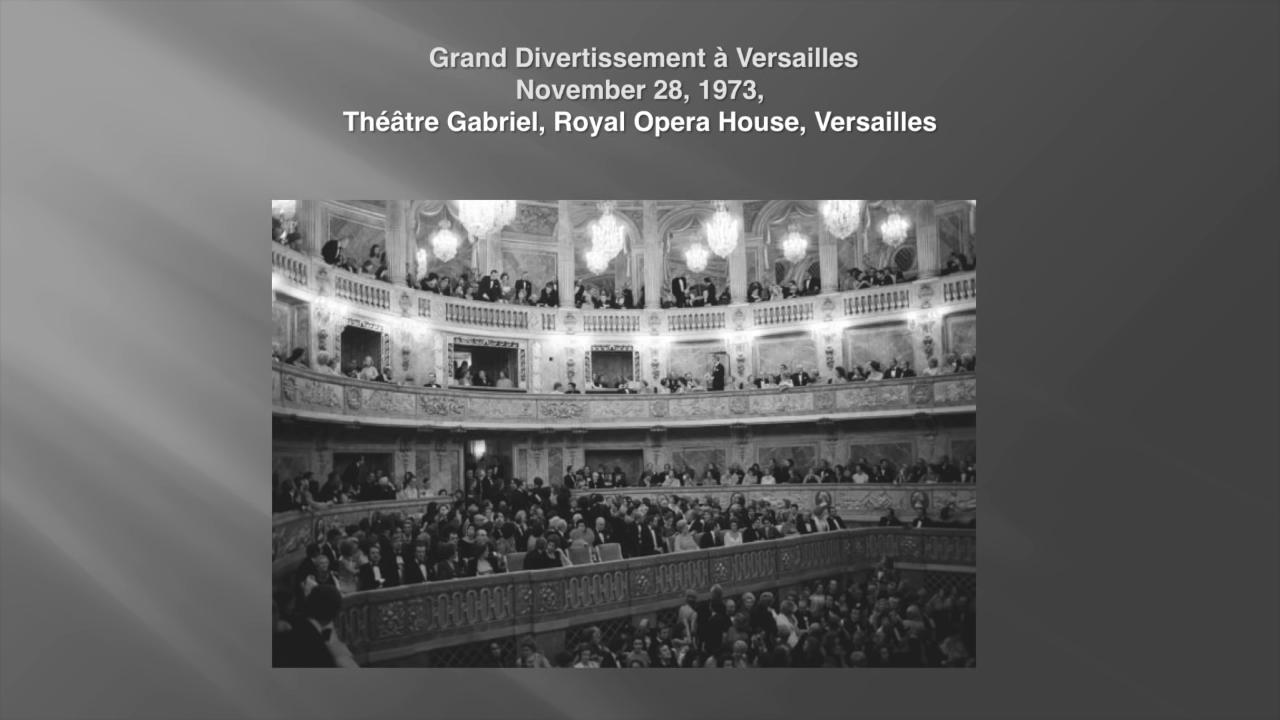 Grand Divertissement à Versailles
November 28, 1973,
Théâtre Gabriel, Royal Opera House, Versailles